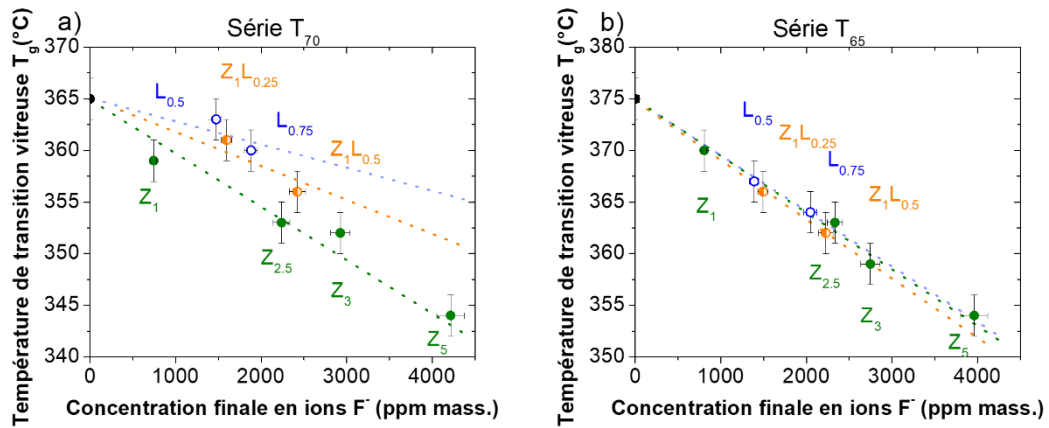 a)
Série T₇₀
Température de transition vitreuse T_g(°C)
370
365
360
355
350
345
340
L₀.₅
Z₁L₀.₂₅
L₀.₇₅
Z₁L₀.₅
Z₁
Z₂.₅
Z₃
Z₅
0 1000 2000 3000 4000
Concentration finale en ions F⁻ (ppm mass.)
b)
Série T₆₅
Température de transition vitreuse T_g(°C)
380
375
370
365
360
355
350
L₀.₅
Z₁L₀.₂₅
L₀.₇₅
Z₁L₀.₅
Z₁
Z₂.₅
Z₃
Z₅
0 1000 2000 3000 4000
Concentration finale en ions F⁻ (ppm mass.)